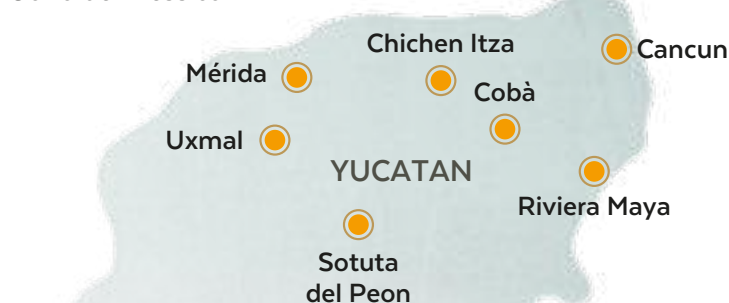 Chichen Itza
Cancun
Mérida
Cobà
Uxmal
YUCATAN
Riviera Maya
Sotuta
del Peon